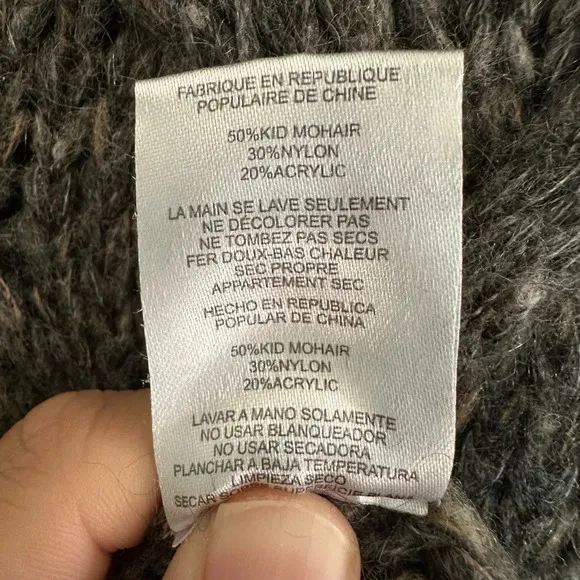 FABRIQUE EN REPUBLIQUE
POPULAIRE DE CHINE
50%KID MOHAIR
30%NYLON
20%ACRYLIC
LA MAIN SE LAVE SEULEMENT
NE DÉCOLORER PAS
NE TOMBEZ PAS SECS
FER DOUX-BAS CHALEUR
SEC PROPRE
APPARTEMENT SEC
HECHO EN REPUBLICA
POPULAR DE CHINA
50%KID MOHAIR
30%NYLON
20%ACRYLIC
LAVAR A MANO SOLAMENTE
NO USAR BLANQUEADOR
NO USAR SECADORA
PLANCHAR A BAJA TEMPERATURA
LIMPIEZA SECO
SECAR